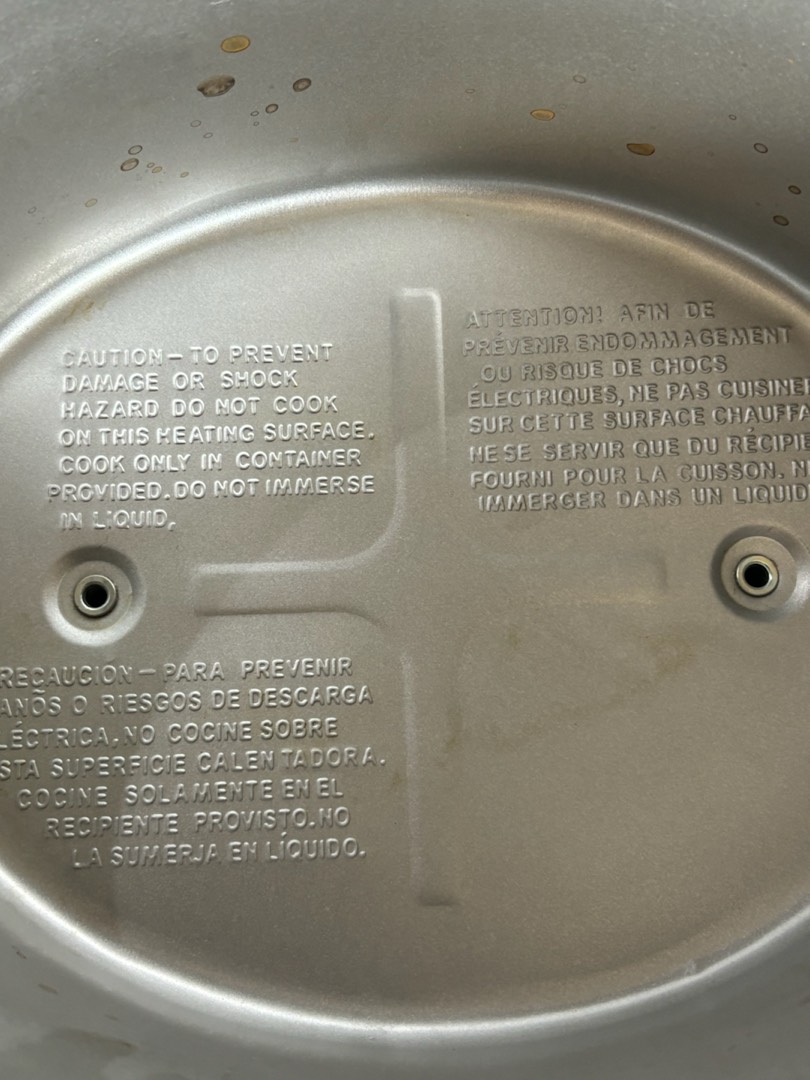 CAUTION — TO PREVENT
DAMAGE OR SHOCK
HAZARD DO NOT COOK
ON THIS HEATING SURFACE.
COOK ONLY IN CONTAINER
PROVIDED. DO NOT IMMERSE
IN LIQUID.
ATTENTION! AFIN DE
PRÉVENIR ENDOMMAGEMENT
OU RISQUE DE CHOCS
ÉLECTRIQUES, NE PAS
SUR CETTE SURFACE
NE SE SERVIR QUE DU
FOURNI POUR LA CUISSON.
IMMERGER DANS UN
PARA PREVENIR
O RIESGOS DE DESCARGA
NO COCINE SOBRE
SUPERFICIE CALENTADORA.
COCINE SOLAMENTE EN EL
RECIPIENTE PROVISTO. NO
LA SUMERJA EN LÍQUIDO.